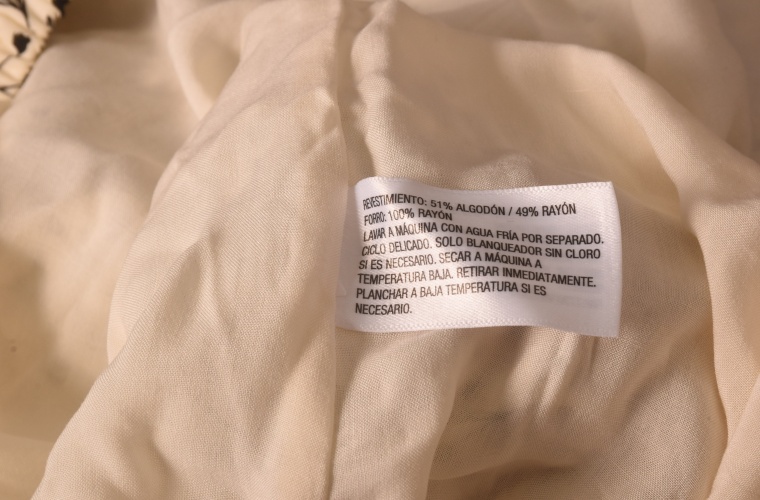 REVESTIMIENTO: 51% ALGODÓN / 49% RAYÓN
FORRO: 100% RAYÓN
LAVAR A MÁQUINA CON AGUA FRÍA POR SEPARADO.
CICLO DELICADO. SOLO BLANQUEADOR SIN CLORO
SI ES NECESARIO. SECAR A MÁQUINA A
TEMPERATURA BAJA. RETIRAR INMEDIATAMENTE.
PLANCHAR A BAJA TEMPERATURA SI ES
NECESARIO.